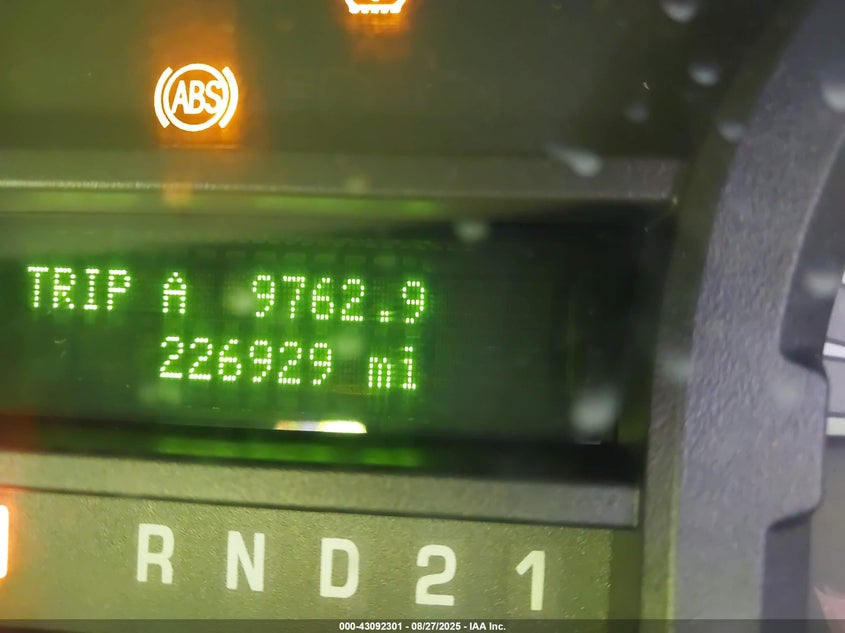 ABS
TRIP A 9762.9
226929 mi
R N D 2 1
000-43092301 - 08/27/2025 - IAA Inc.